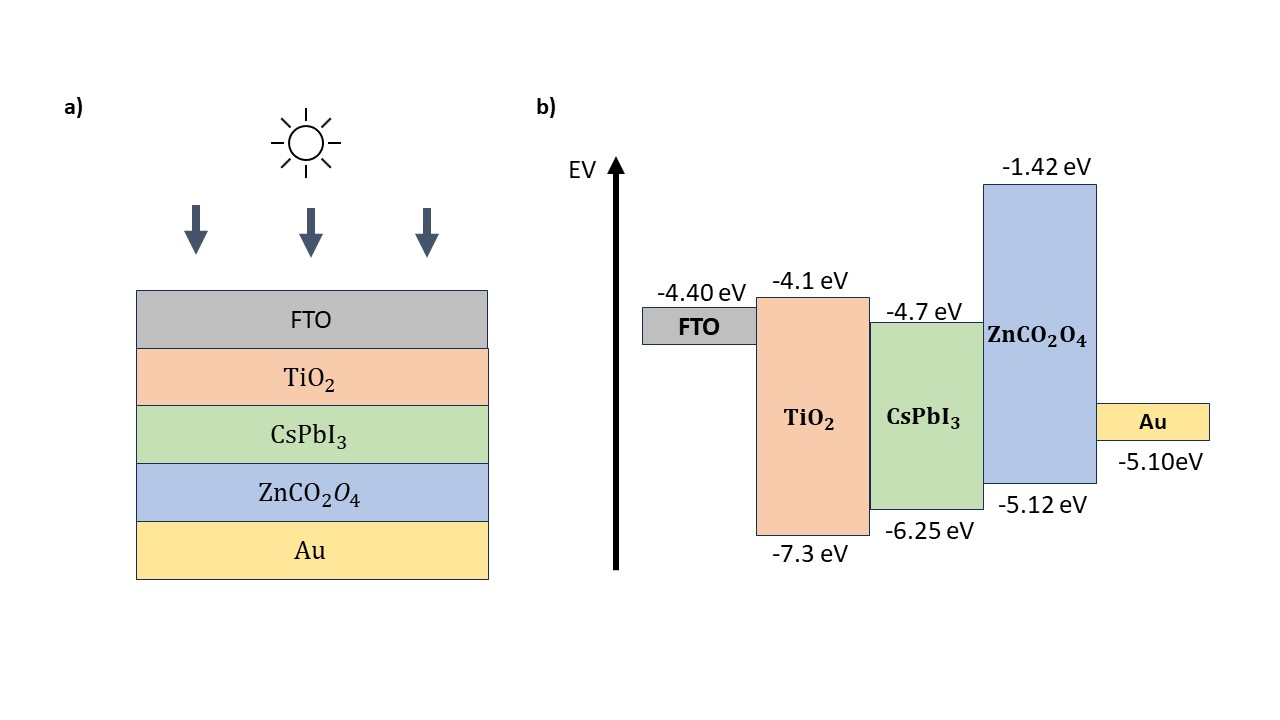 a)
FTO
TiO₂
CsPbI₃
ZnCO₂O₄
Au
b)
EV
-1.42 eV
-4.1 eV
-4.40 eV
-4.7 eV
FTO
ZnCO₂O₄
TiO₂
CsPbI₃
Au
-5.10eV
-5.12 eV
-6.25 eV
-7.3 eV